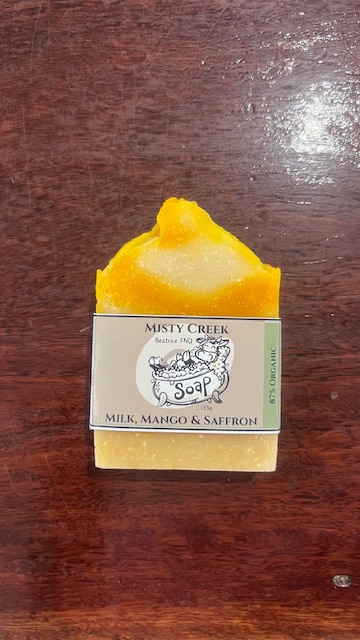 MISTY CREEK
Beatrice FNQ
SOAP
155g
MILK, MANGO & SAFFRON
87% ORGANIC